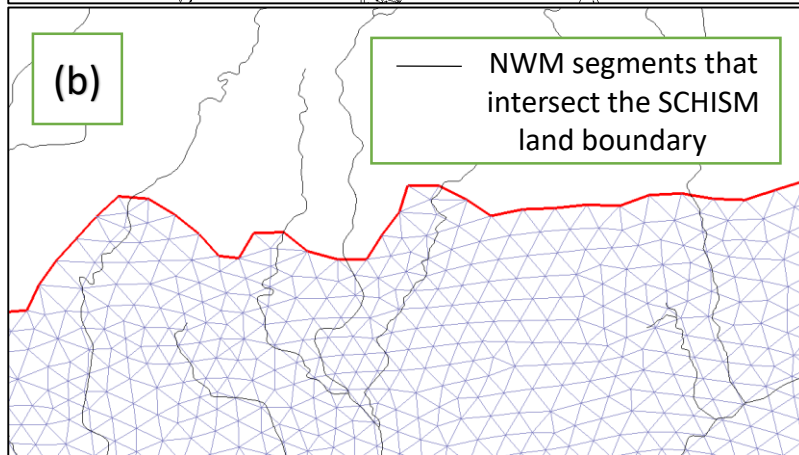 (b)
NWM segments that
intersect the SCHISM
land boundary